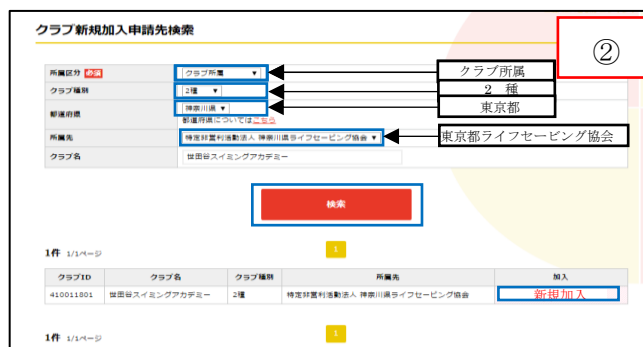 クラブ新規加入申請先検索
②
所属区分 必須 クラブ所属 ▼ クラブ所属
クラブ種別 2種 ▼ 2 種
都道府県 神奈川県 ▼ 東京都
都道府県についてはこちら
所属先 特定非営利活動法人 神奈川県ライフセービング協会 ▼ 東京都ライフセービング協会
クラブ名 世田谷スイミングアカデミー
検索
1件 1/1ページ 1
クラブID クラブ名 クラブ種別 所属先 加入
410011801 世田谷スイミングアカデミー 2種 特定非営利活動法人 神奈川県ライフセービング協会 新規加入
1件 1/1ページ 1